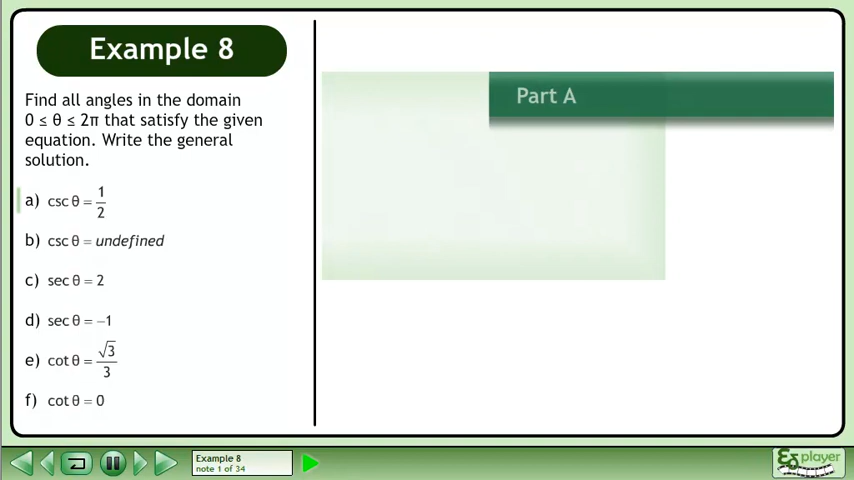 Example 8
Find all angles in the domain
0 ≤ θ ≤ 2π that satisfy the given
equation. Write the general
solution.
a) csc θ = 1/2
b) csc θ = undefined
c) sec θ = 2
d) sec θ = –1
e) cot θ = √3/3
f) cot θ = 0
Part A
Example 8
note 1 of 34
player